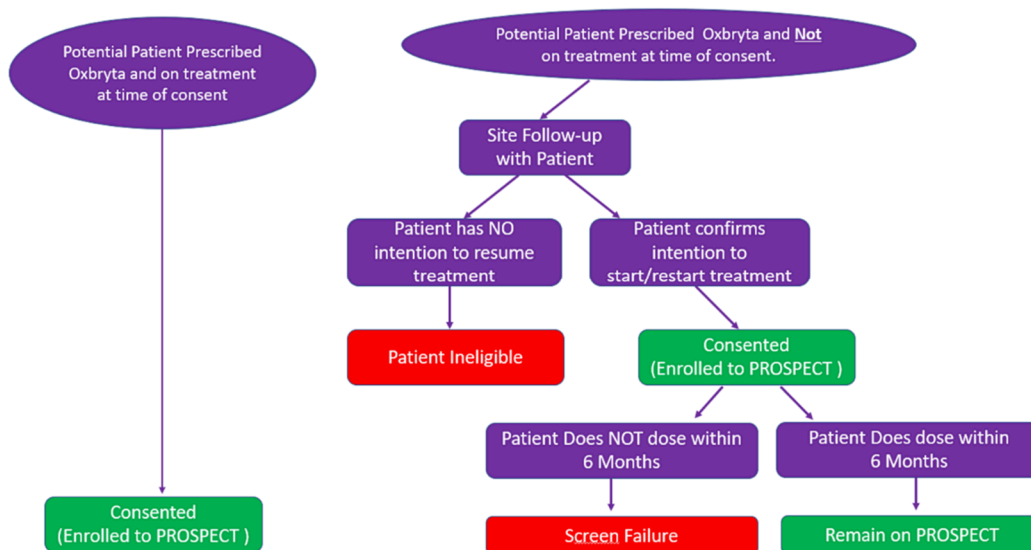 Potential Patient Prescribed
Oxbryta and on treatment
at time of consent
Potential Patient Prescribed  Oxbryta and Not
on treatment at time of consent.
Site Follow-up
with Patient
Patient has NO
intention to resume
treatment
Patient confirms
intention to
start/restart treatment
Patient Ineligible
Consented
(Enrolled to PROSPECT )
Patient Does NOT dose within
6 Months
Patient Does dose within
6 Months
Consented
(Enrolled to PROSPECT )
Screen Failure
Remain on PROSPECT